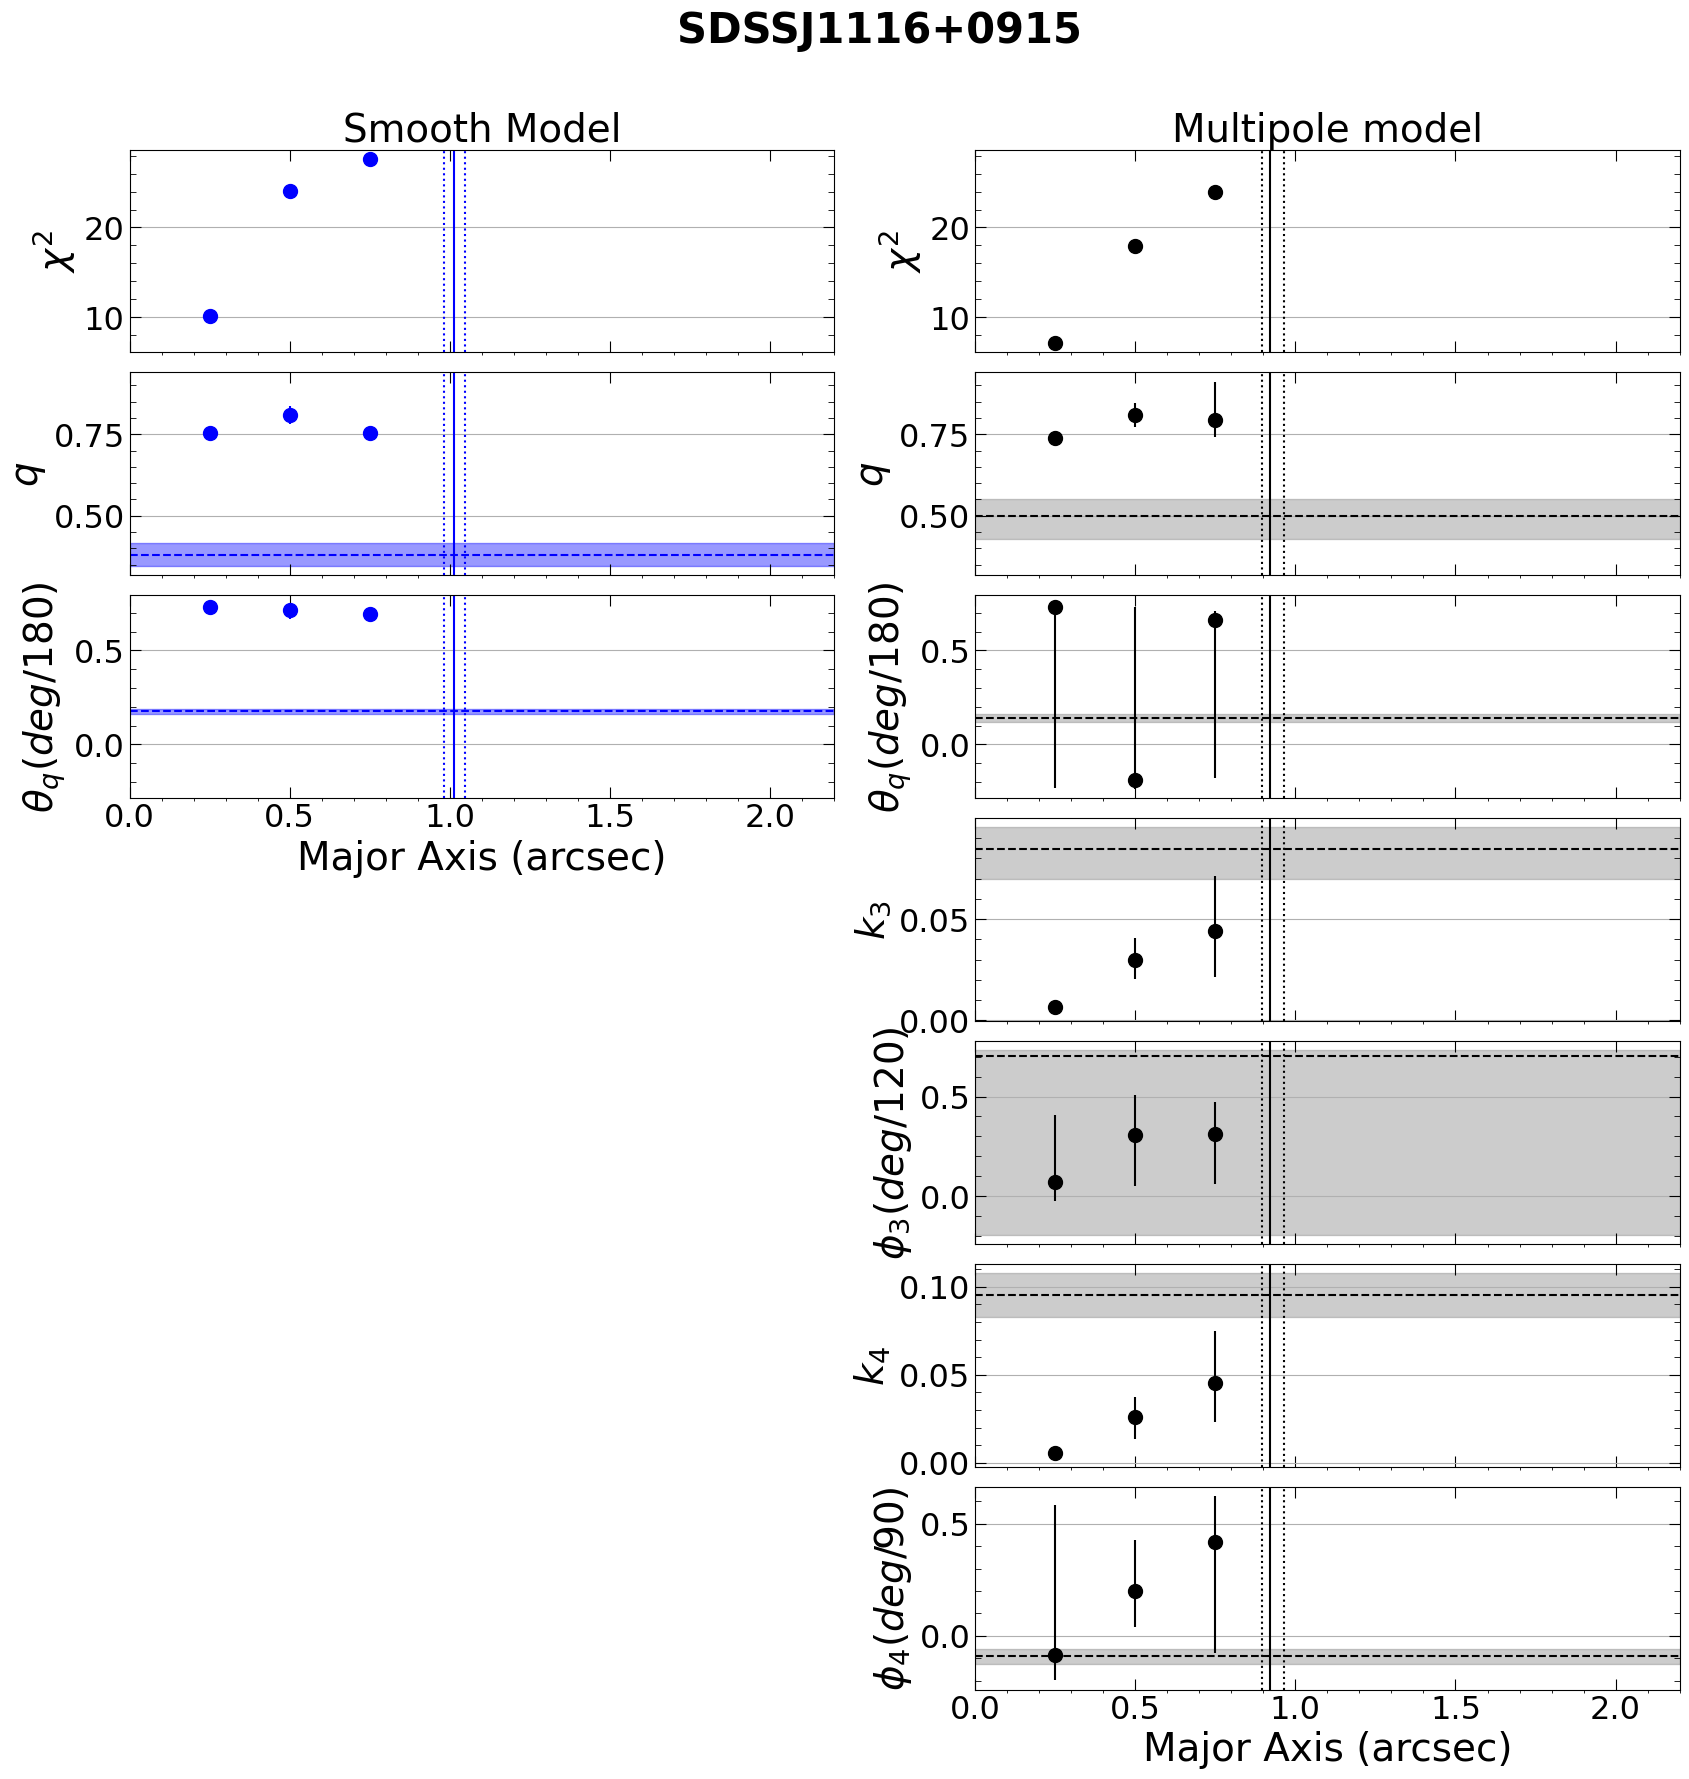 SDSSJ1116+0915
Smooth Model
χ²
20
10
q
0.75
0.50
θ_q(deg/180)
0.5
0.0
0.0 0.5 1.0 1.5 2.0
Major Axis (arcsec)
Multipole model
χ²
20
10
q
0.75
0.50
θ_q(deg/180)
0.5
0.0
k₃
0.05
0.00
ϕ₃(deg/120)
0.5
0.0
k₄
0.10
0.05
0.00
ϕ₄(deg/90)
0.5
0.0
0.0 0.5 1.0 1.5 2.0
Major Axis (arcsec)